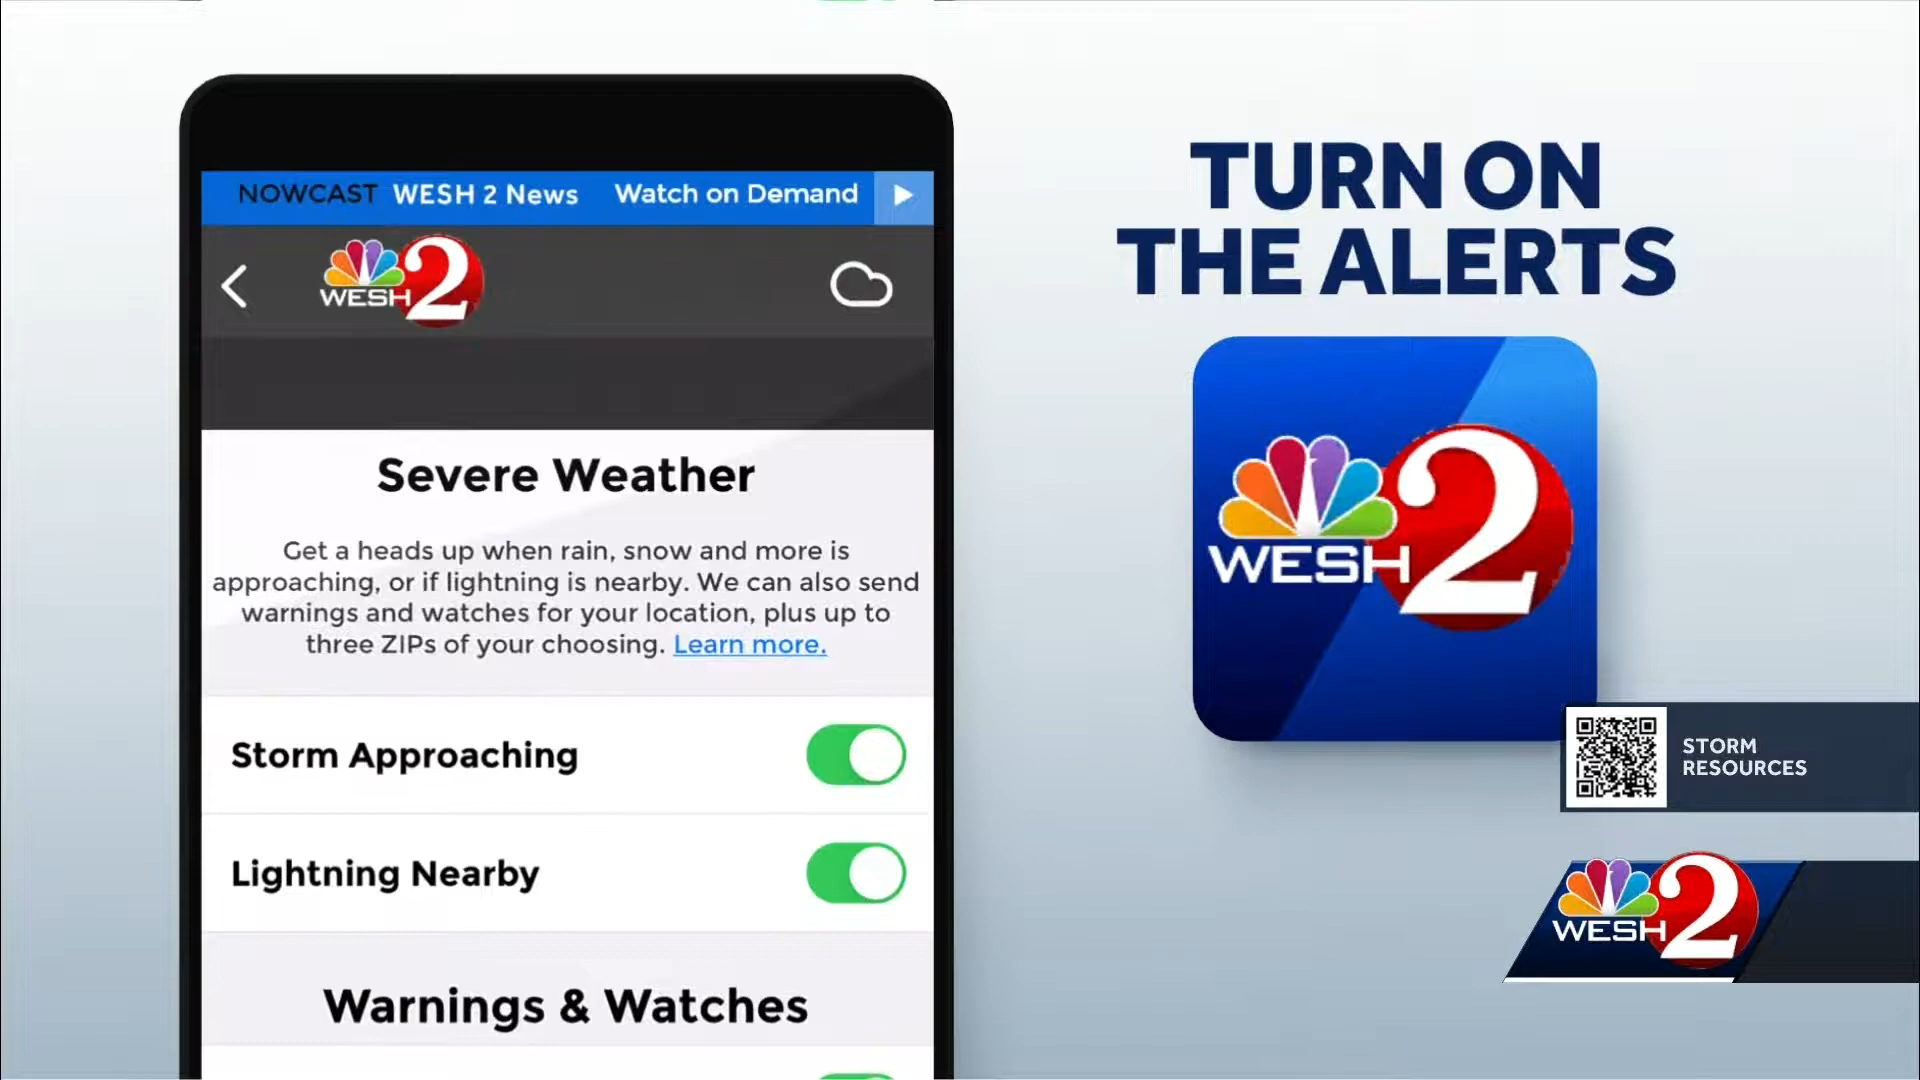 NOWCAST WESH 2 News Watch on Demand
WESH 2
Severe Weather
Get a heads up when rain, snow and more is
approaching, or if lightning is nearby. We can also send
warnings and watches for your location, plus up to
three ZIPs of your choosing. Learn more.
Storm Approaching
Lightning Nearby
Warnings & Watches
TURN ON
THE ALERTS
WESH 2
STORM
RESOURCES
WESH 2